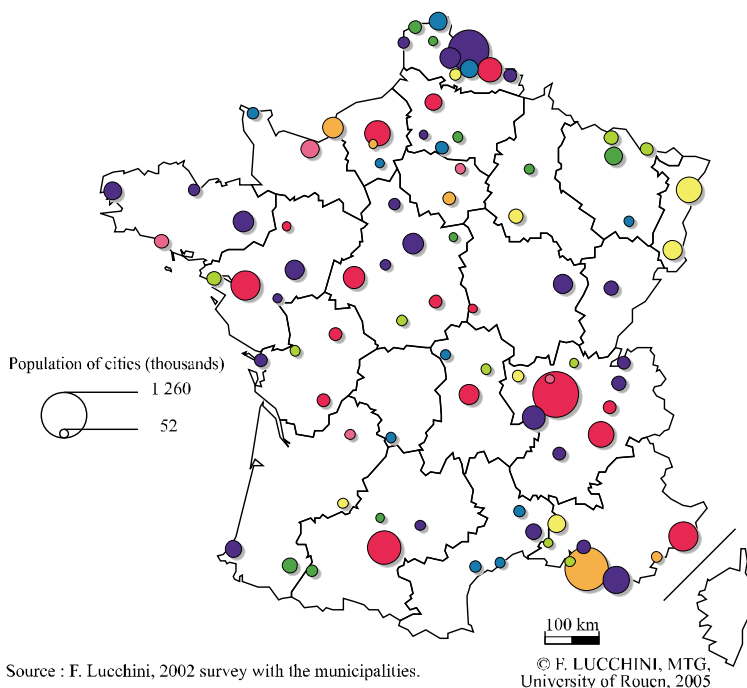 Population of cities (thousands)
1 260
52
100 km
Source : F. Lucchini, 2002 survey with the municipalities.
© F. LUCCHINI, MTG,
University of Rouen, 2005